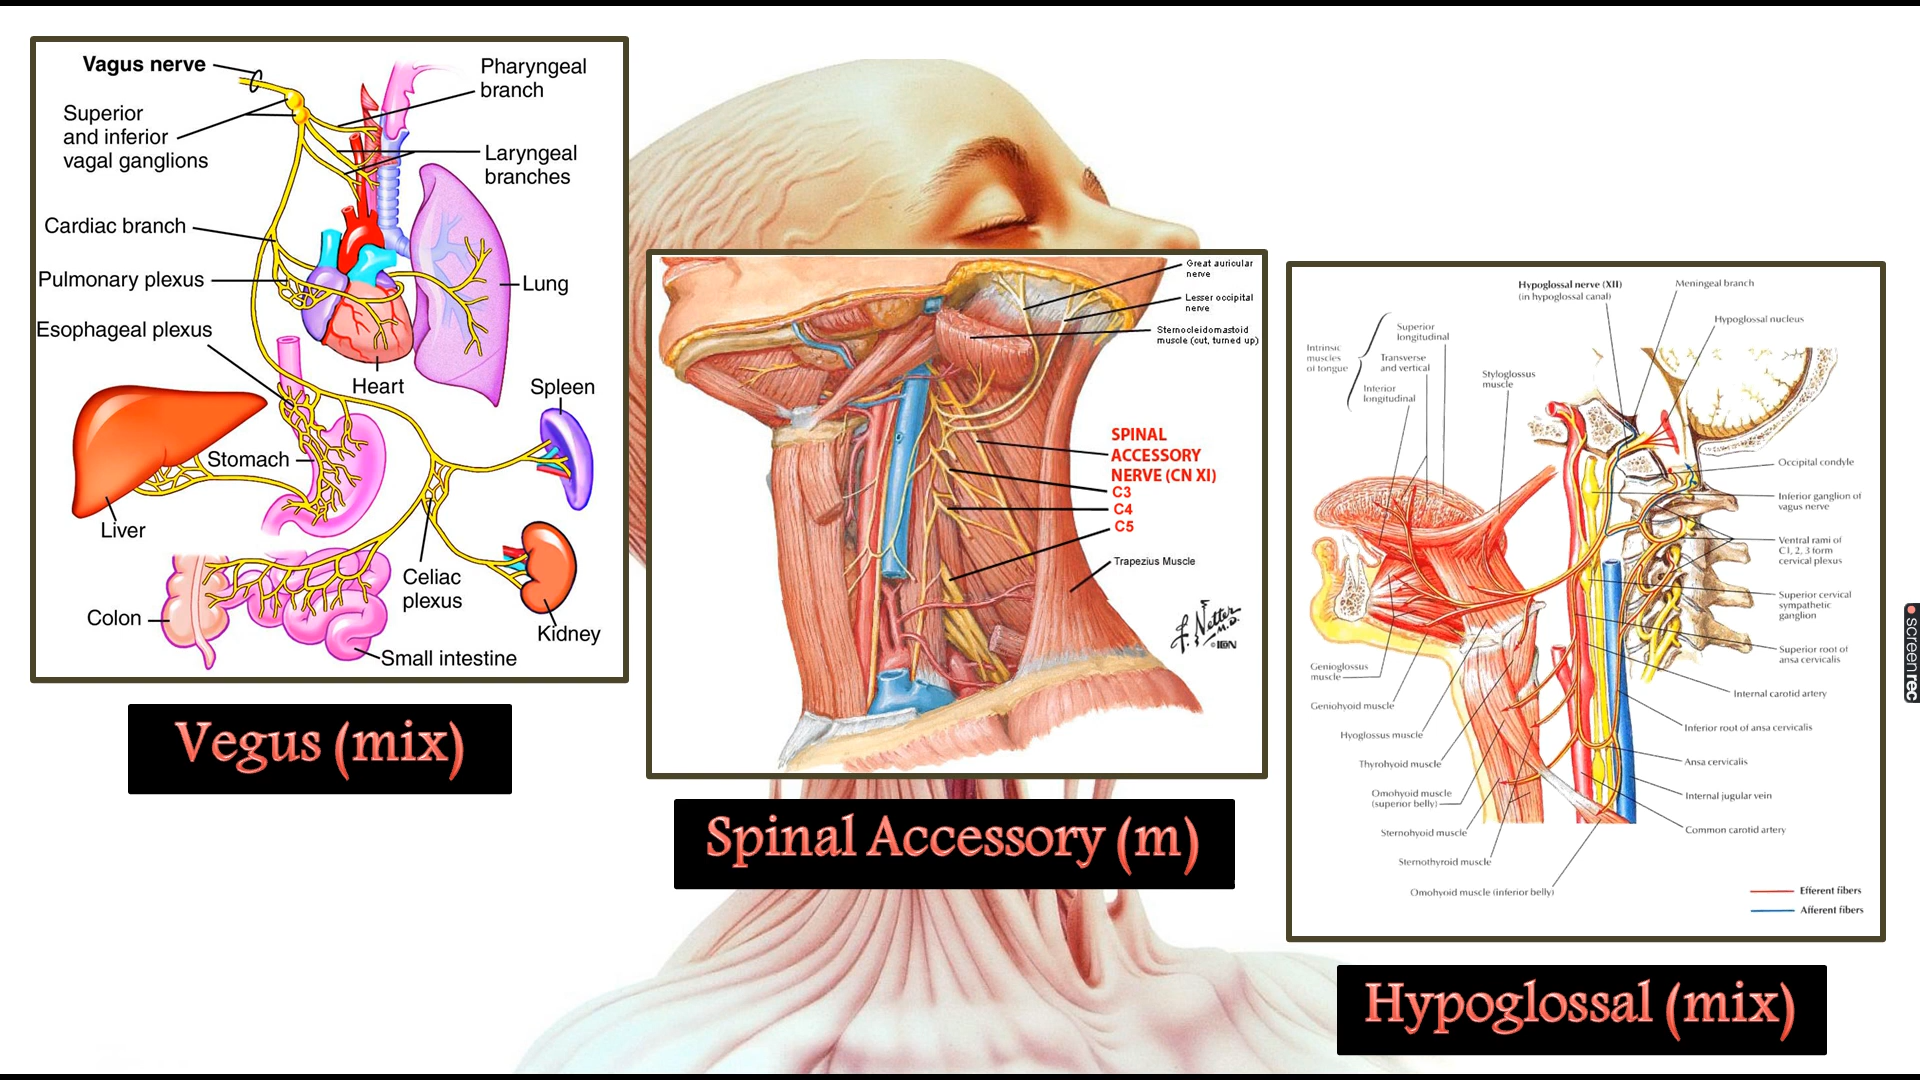 Vagus nerve
Pharyngeal
branch
Superior
and inferior
vagal ganglions
Laryngeal
branches
Cardiac branch
Pulmonary plexus
Lung
Esophageal plexus
Heart
Spleen
Stomach
Liver
Celiac
plexus
Colon
Kidney
Small intestine
Vegus (mix)
Great auricular
nerve
Lesser occipital
nerve
Sternocleidomastoid
muscle (cut, turned up)
SPINAL
ACCESSORY
NERVE (CN XI)
C3
C4
C5
Trapezius Muscle
F. Netter
M.D.
Spinal Accessory (m)
Hypoglossal nerve (XII)
(in hypoglossal canal)
Meningeal branch
Hypoglossal nucleus
Intrinsic
muscles
of tongue
Superior
longitudinal
Transverse
and vertical
Inferior
longitudinal
Styloglossus
muscle
Occipital condyle
Inferior ganglion of
vagus nerve
Ventral rami of
C1, 2, 3 form
cervical plexus
Superior cervical
sympathetic
ganglion
Superior root of
ansa cervicalis
Internal carotid artery
Inferior root of ansa cervicalis
Ansa cervicalis
Internal jugular vein
Common carotid artery
Genioglossus
muscle
Geniohyoid muscle
Hyoglossus muscle
Thyrohyoid muscle
Omohyoid muscle
(superior belly)
Sternohyoid muscle
Sternothyroid muscle
Omohyoid muscle (inferior belly)
Efferent fibers
Afferent fibers
Hypoglossal (mix)
screenrec